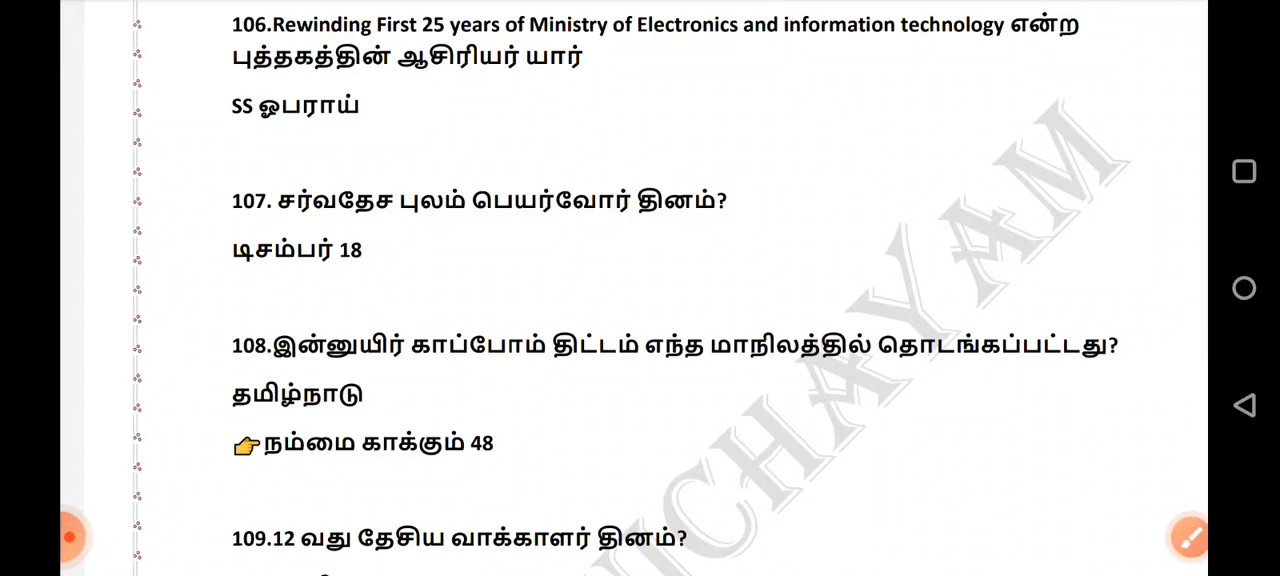 106.Rewinding First 25 years of Ministry of Electronics and information technology என்ற
புத்தகத்தின் ஆசிரியர் யார்
SS ஓபராய்
107. சர்வதேச புலம் பெயர்வோர் தினம்?
டிசம்பர் 18
108.இன்னுயிர் காப்போம் திட்டம் எந்த மாநிலத்தில் தொடங்கப்பட்டது?
தமிழ்நாடு
👉நம்மை காக்கும் 48
109.12 வது தேசிய வாக்காளர் தினம்?